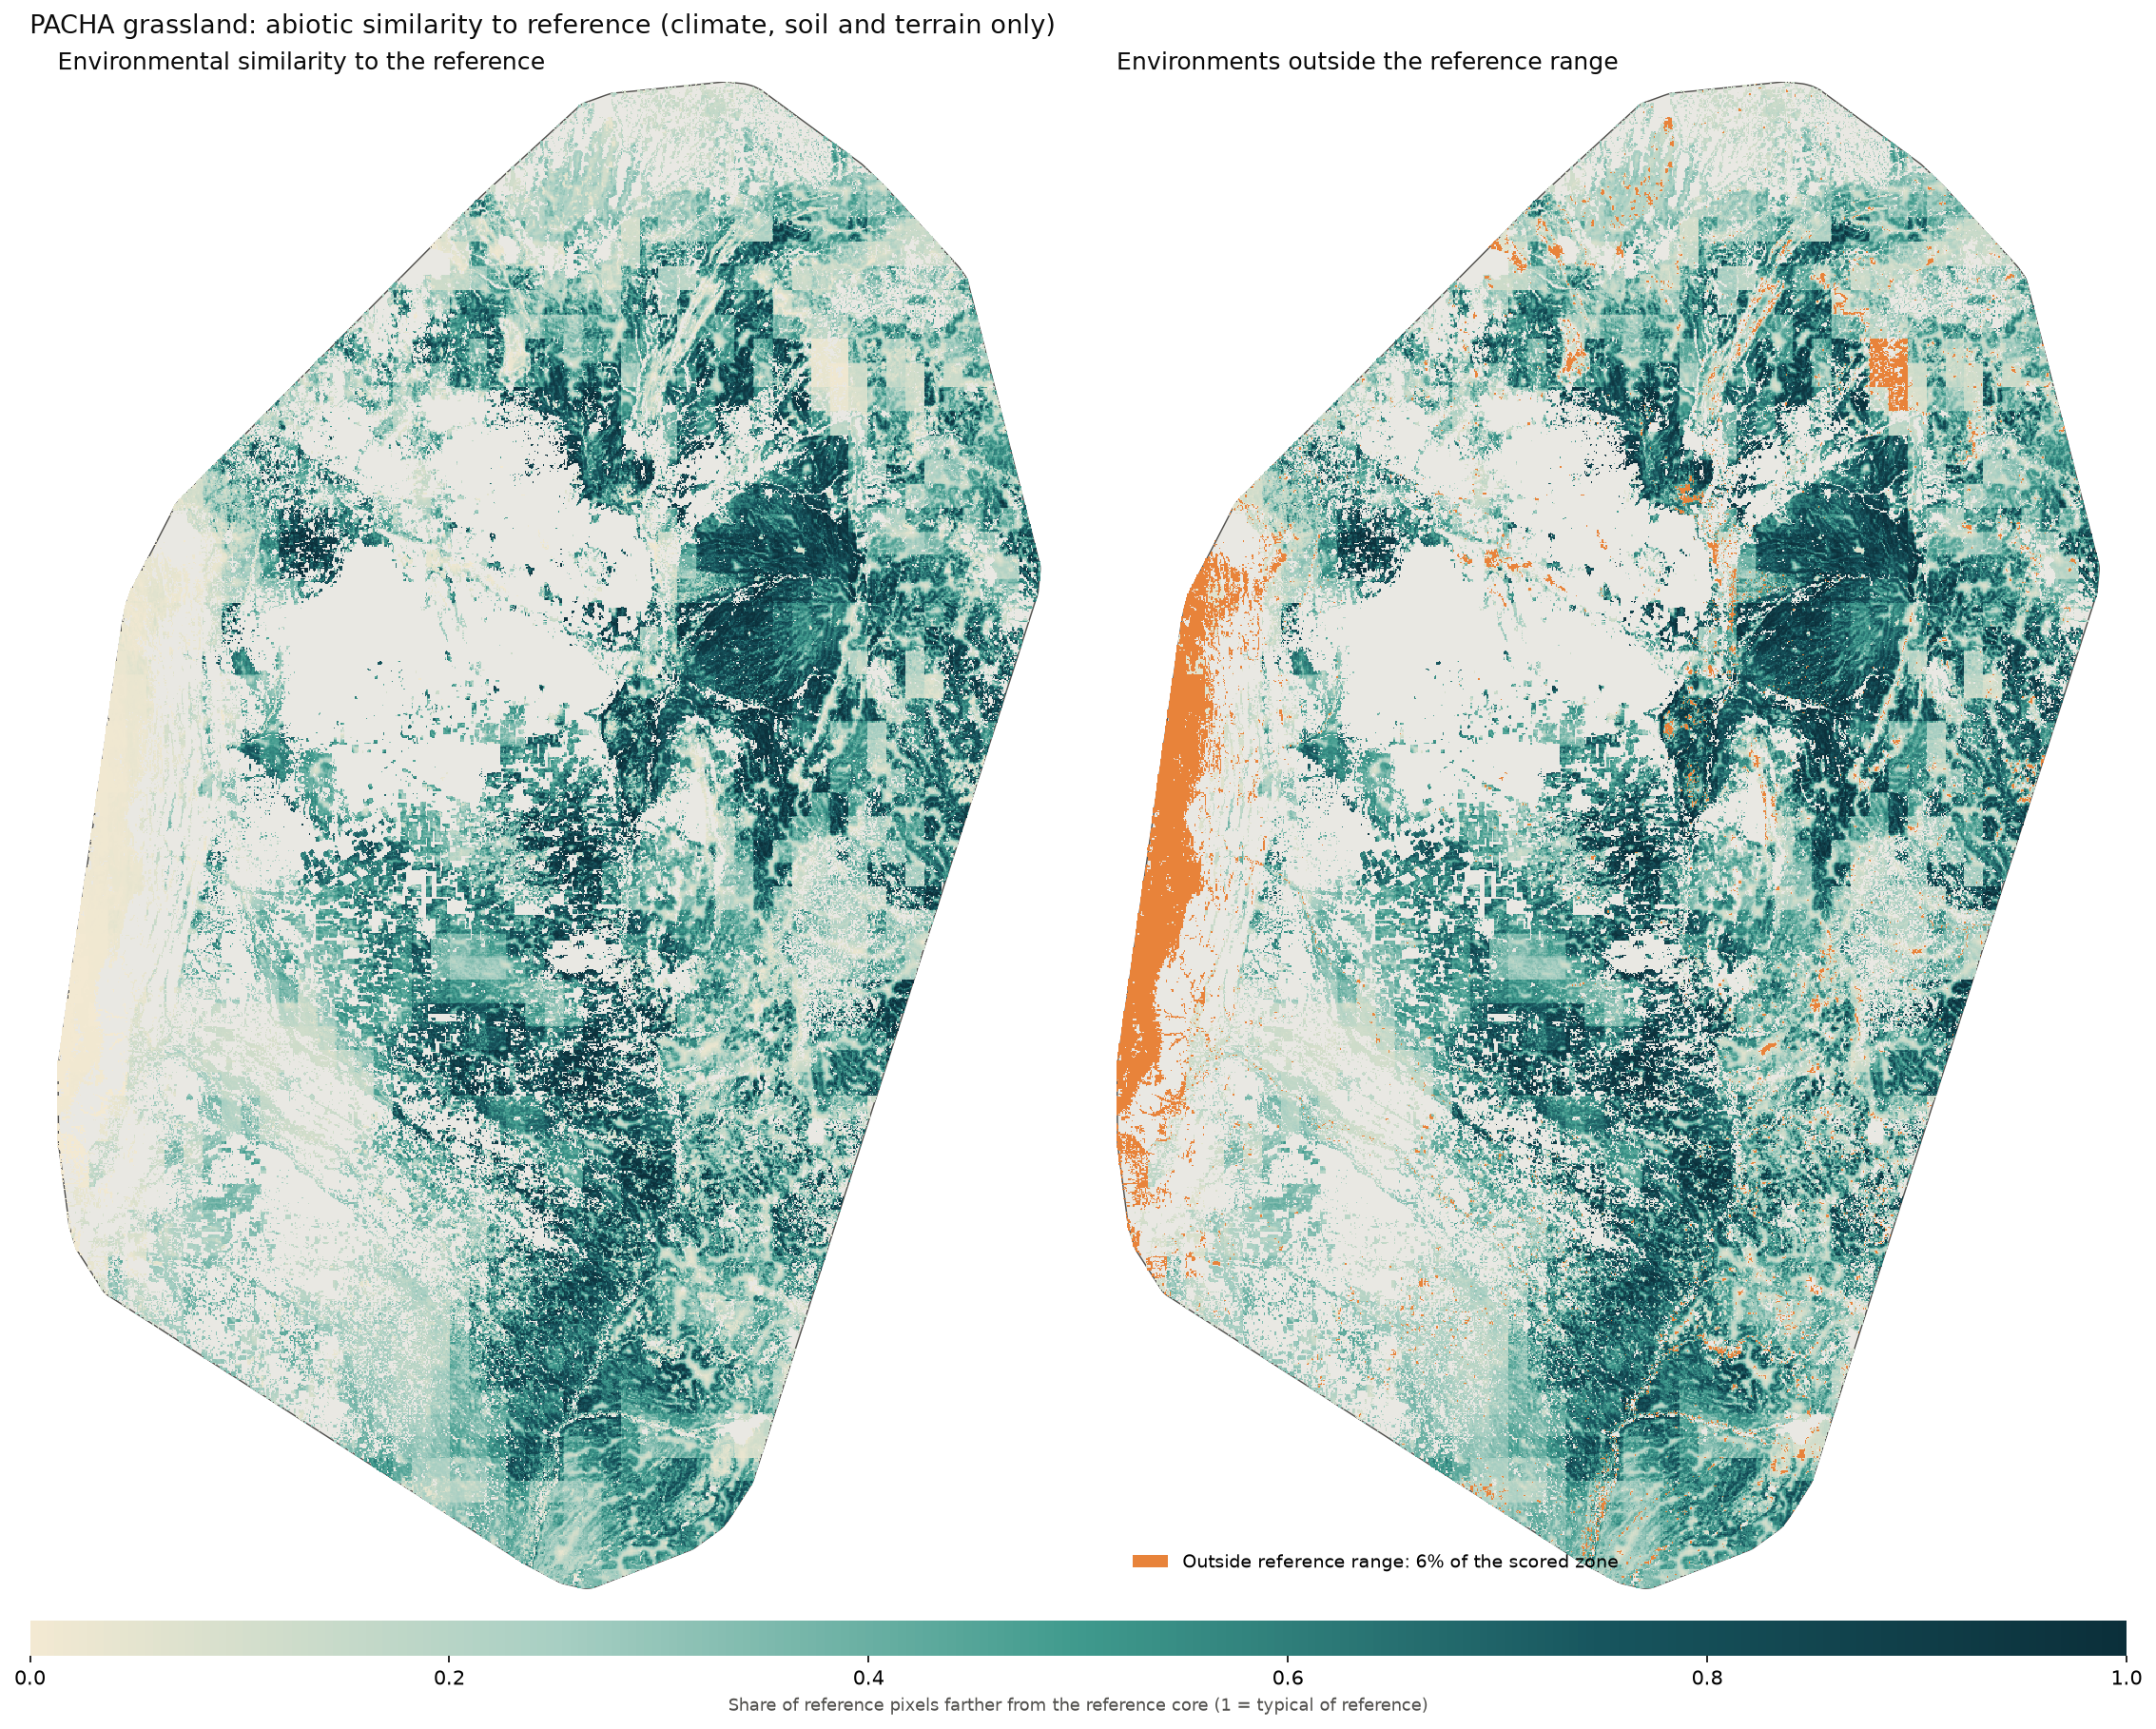 PACHA grassland: abiotic similarity to reference (climate, soil and terrain only)
Environmental similarity to the reference
Environments outside the reference range
Outside reference range: 6% of the scored zone
0.0
0.2
0.4
0.6
0.8
1.0
Share of reference pixels farther from the reference core (1 = typical of reference)